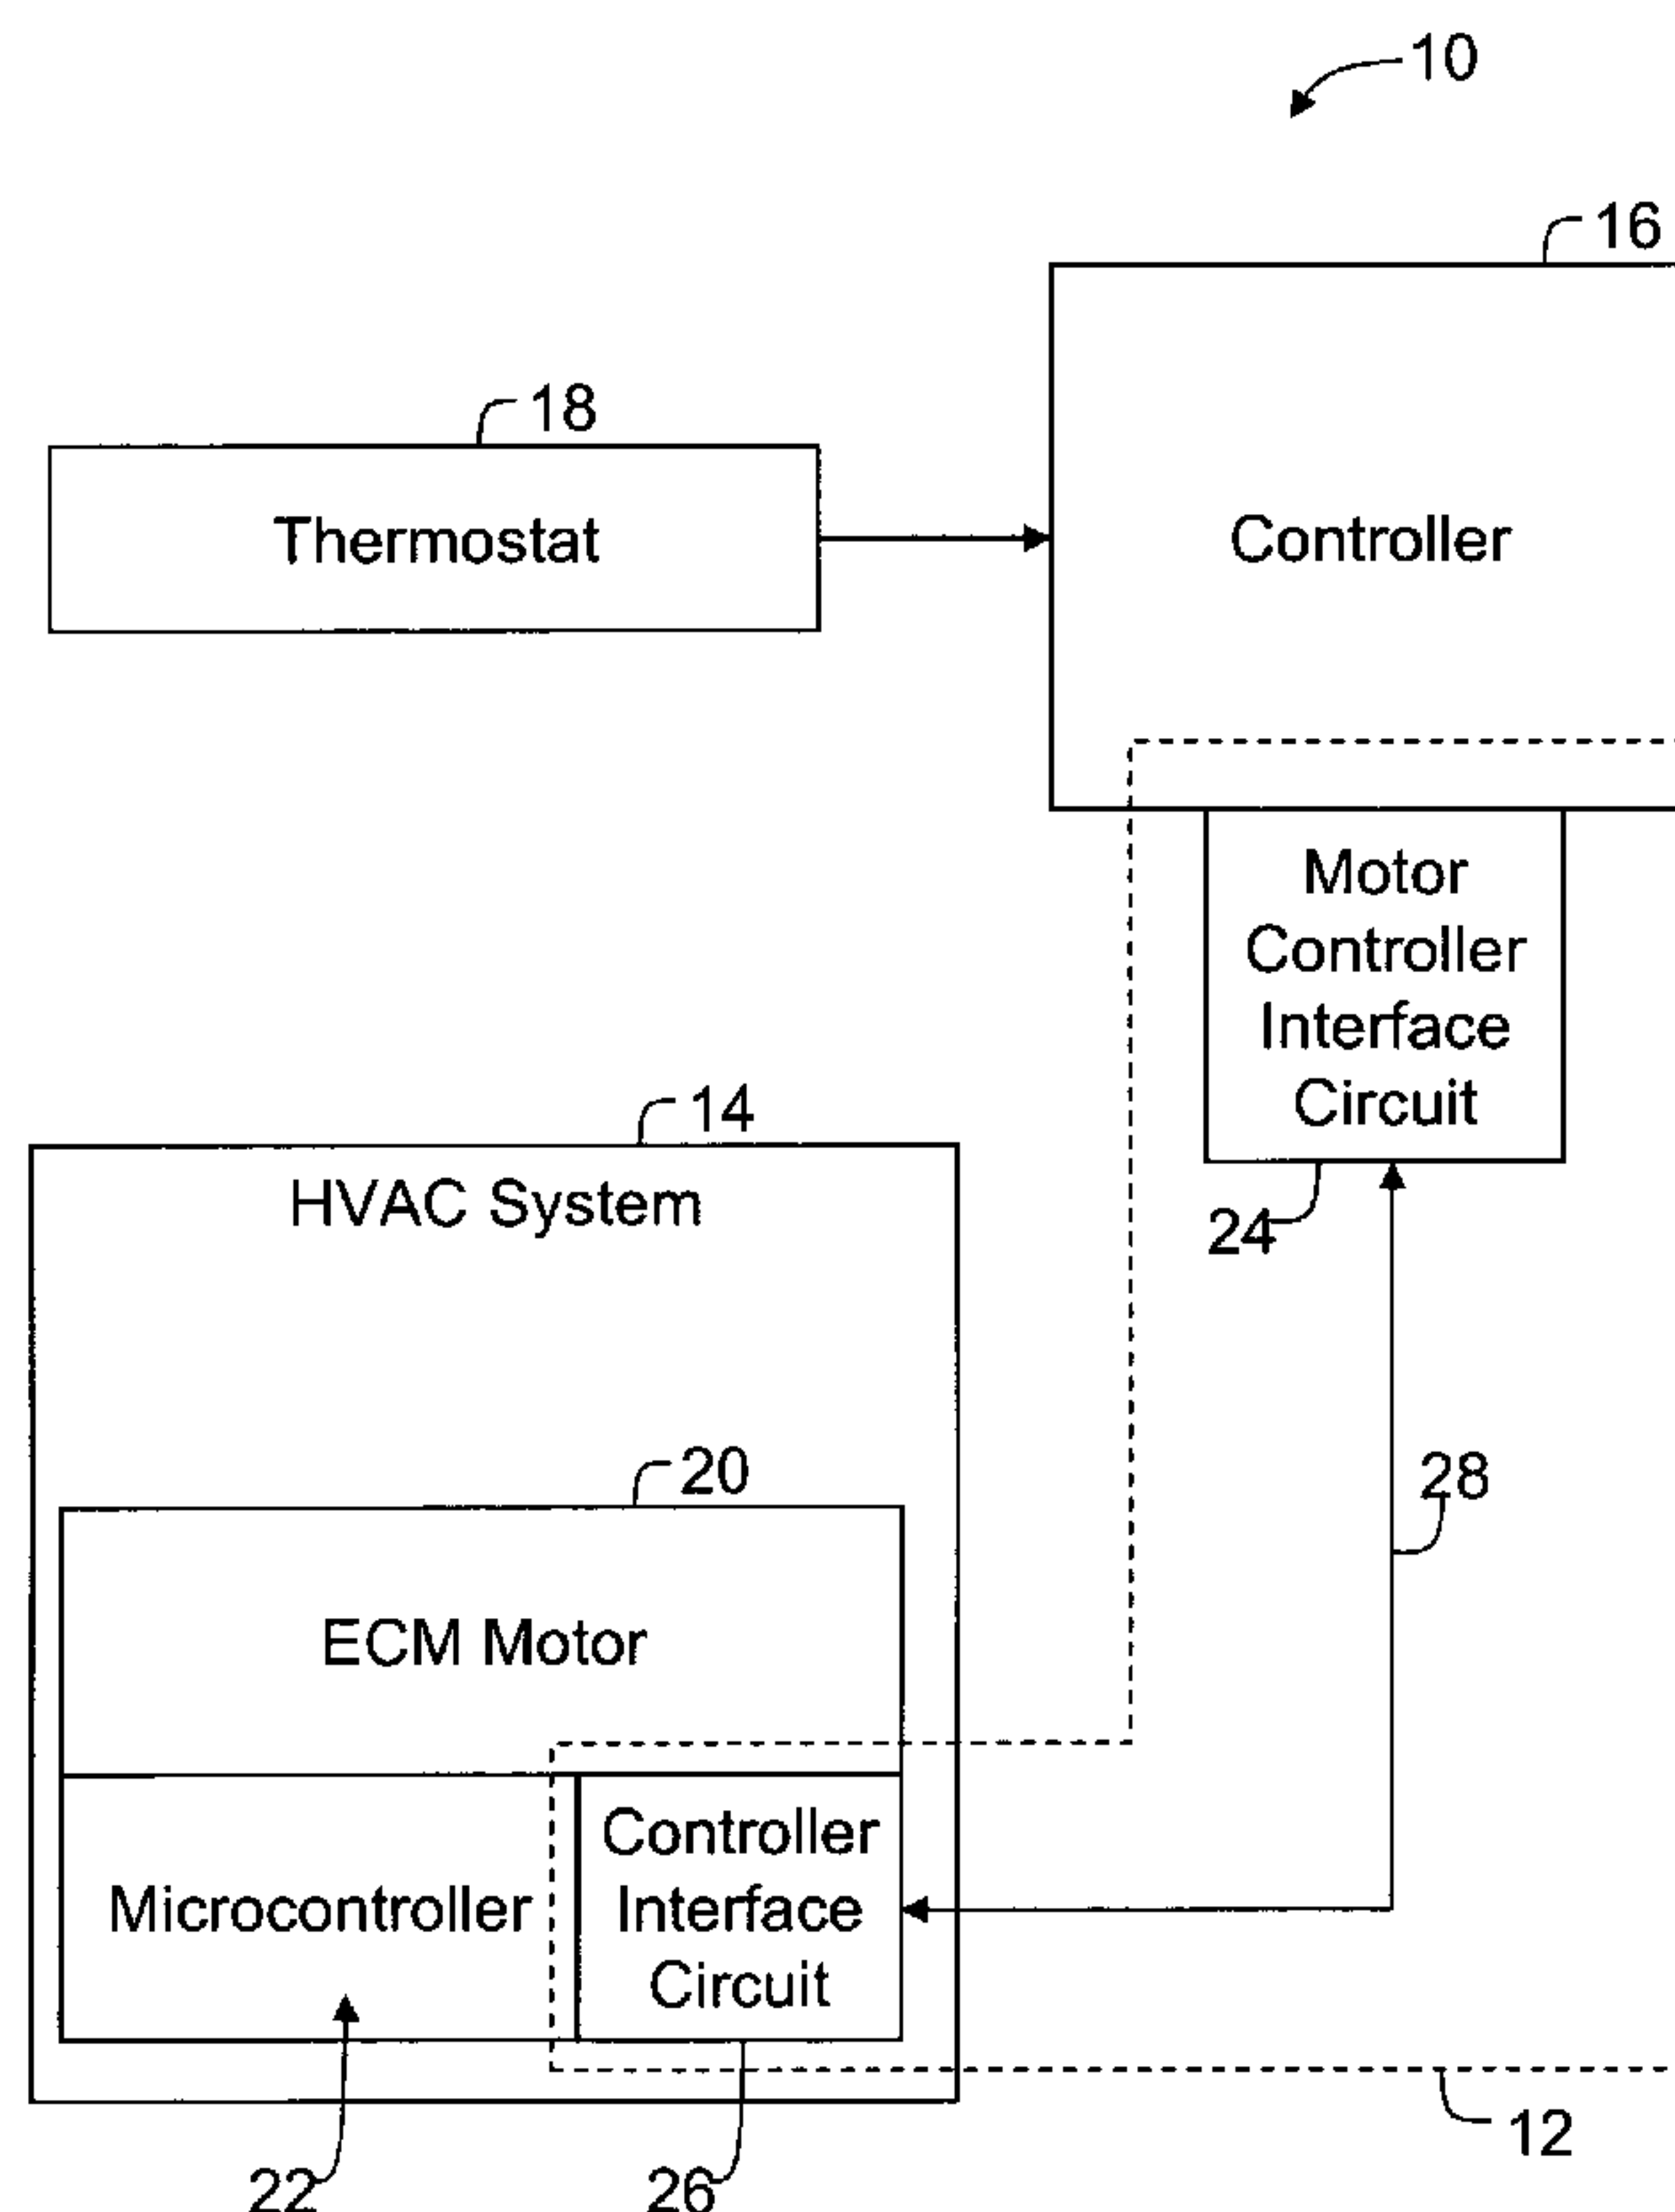 10
16
18
Thermostat
Controller
Motor
Controller
Interface
Circuit
24
14
HVAC System
20
28
ECM Motor
Microcontroller
Controller
Interface
Circuit
12
22
26